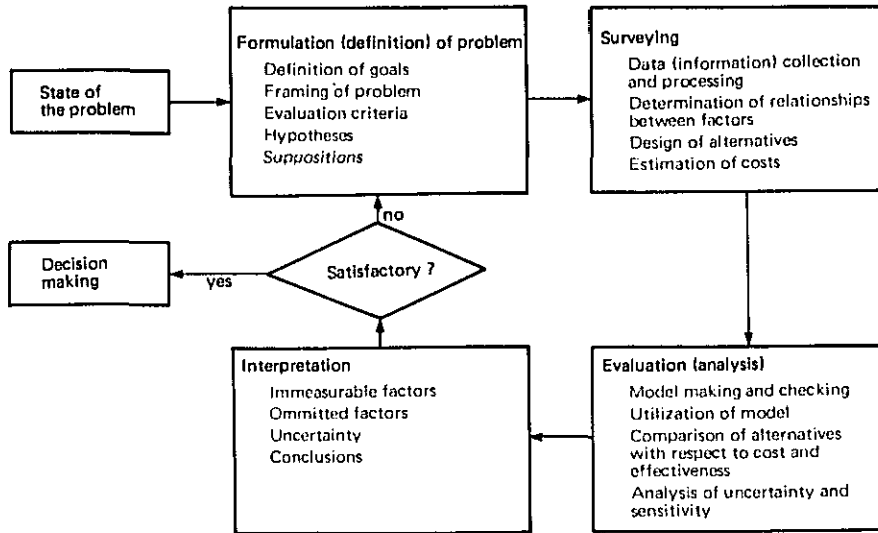 State of
the problem
Formulation (definition) of problem
Definition of goals
Framing of problem
Evaluation criteria
Hypotheses
Suppositions
Surveying
Data (information) collection
and processing
Determination of relationships
between factors
Design of alternatives
Estimation of costs
no
Satisfactory ?
yes
Decision
making
Interpretation
Immeasurable factors
Ommitted factors
Uncertainty
Conclusions
Evaluation (analysis)
Model making and checking
Utilization of model
Comparison of alternatives
with respect to cost and
effectiveness
Analysis of uncertainty and
sensitivity